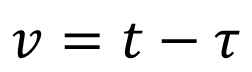 𝑣 = 𝑡 − 𝜏